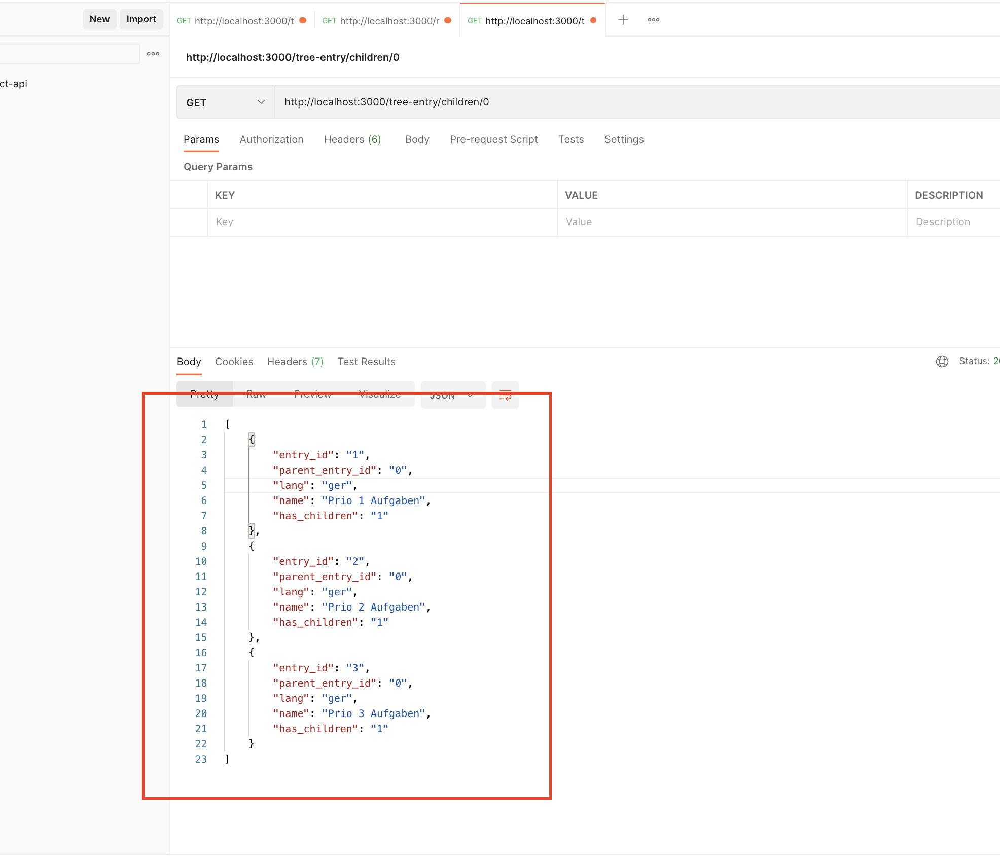 New Import GET http://localhost:3000/t GET http://localhost:3000/r GET http://localhost:3000/t
http://localhost:3000/tree-entry/children/0
ct-api
GET http://localhost:3000/tree-entry/children/0
Params Authorization Headers (6) Body Pre-request Script Tests Settings
Query Params
KEY VALUE DESCRIPTION
Key Value Description
Body Cookies Headers (7) Test Results Status: 20
Pretty Raw Preview Visualize JSON
1 [
2 {
3 "entry_id": "1",
4 "parent_entry_id": "0",
5 "lang": "ger",
6 "name": "Prio 1 Aufgaben",
7 "has_children": "1"
8 },
9 {
10 "entry_id": "2",
11 "parent_entry_id": "0",
12 "lang": "ger",
13 "name": "Prio 2 Aufgaben",
14 "has_children": "1"
15 },
16 {
17 "entry_id": "3",
18 "parent_entry_id": "0",
19 "lang": "ger",
20 "name": "Prio 3 Aufgaben",
21 "has_children": "1"
22 }
23 ]